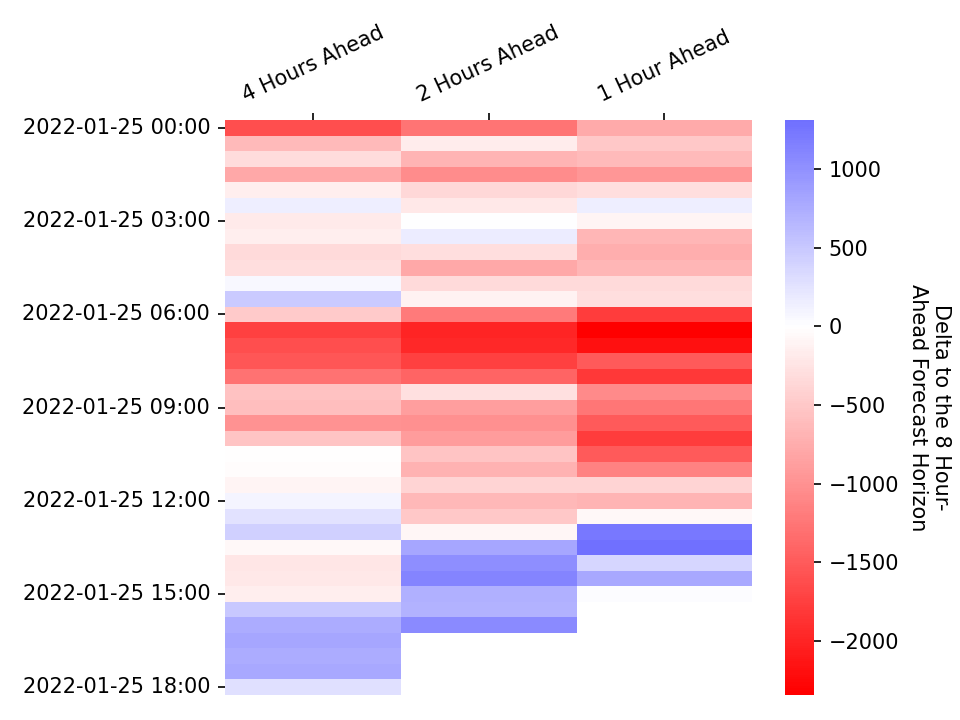 4 Hours Ahead
2 Hours Ahead
1 Hour Ahead
2022-01-25 00:00
2022-01-25 03:00
2022-01-25 06:00
2022-01-25 09:00
2022-01-25 12:00
2022-01-25 15:00
2022-01-25 18:00
1000
500
0
−500
−1000
−1500
−2000
Delta to the 8 Hour-
Ahead Forecast Horizon